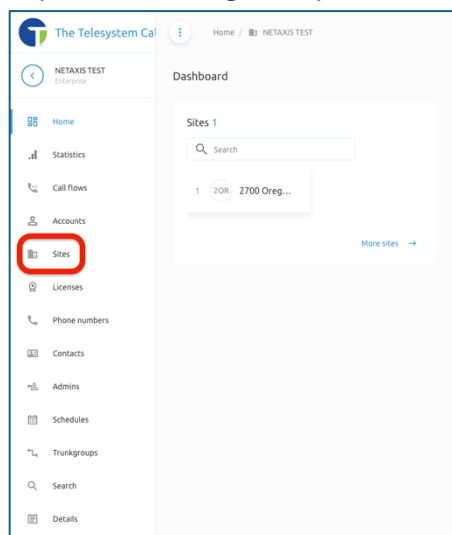 The Telesystem Cal
Home / NETAXIS TEST
NETAXIS TEST
Enterprise
Dashboard
Home
Statistics
Call flows
Accounts
Sites
Licenses
Phone numbers
Contacts
Admins
Schedules
Trunkgroups
Search
Details
Sites 1
Search
1 2OR 2700 Oreg...
More sites →